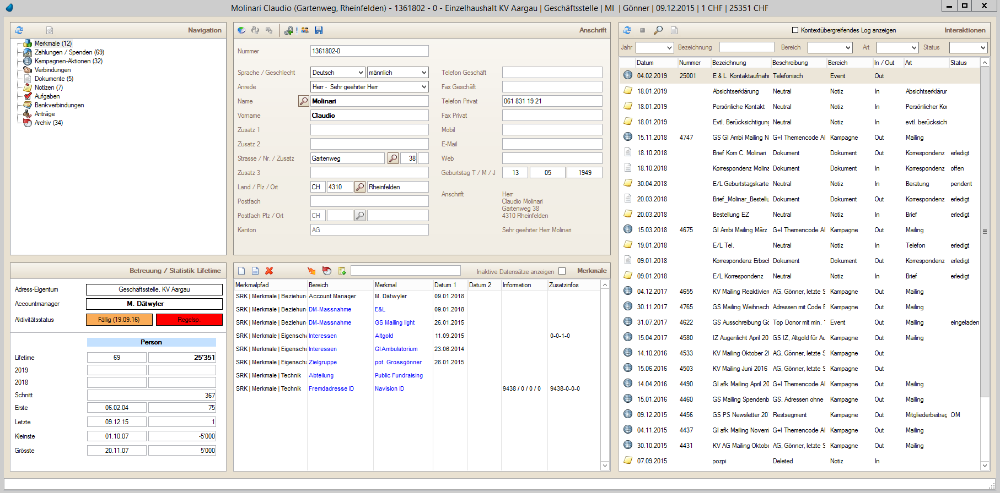 Molinari Claudio (Gartenweg, Rheinfelden) - 1361802 - 0 - Einzelhaushalt KV Aargau | Geschäftsstelle | MI | Gönner | 09.12.2015 | 1 CHF | 25351 CHF
Navigation
Merkmale (12)
Zahlungen / Spenden (69)
Kampagnen-Aktionen (32)
Verbindungen
Dokumente (5)
Notizen (7)
Aufgaben
Bankverbindungen
Anträge
Archiv (34)
Anschrift
Nummer 1361802-0
Sprache / Geschlecht Deutsch männlich
Anrede Herr - Sehr geehrter Herr
Name Molinari
Vorname Claudio
Zusatz 1
Zusatz 2
Strasse / Nr. / Zusatz Gartenweg 38
Zusatz 3
Land / Plz / Ort CH 4310 Rheinfelden
Postfach
Postfach Plz / Ort CH
Kanton AG
Telefon Geschäft
Fax Geschäft
Telefon Privat 061 831 19 21
Fax Privat
Mobil
E-Mail
Web
Geburtstag T / M / J 13 05 1949
Anschrift Herr
Claudio Molinari
Gartenweg 38
4310 Rheinfelden
Sehr geehrter Herr Molinari
Betreuung / Statistik Lifetime
Adress-Eigentum Geschäftsstelle, KV Aargau
Accountmanager M. Dätwyler
Aktivitätsstatus Fällig (19.09.16) Regelsp.
Person
Lifetime 69 25'351
2019
2018
Schnitt 367
Erste 06.02.04 75
Letzte 09.12.15 1
Kleinste 01.10.07 -5'000
Grösste 20.11.07 5'000
Inaktive Datensätze anzeigen Merkmale
Merkmalpfad Bereich Merkmal Datum 1 Datum 2 Information Zusatzinfos
SRK | Merkmale | Beziehun Account Manager M. Dätwyler 09.01.2018
SRK | Merkmale | Beziehun DM-Massnahme E&L 09.01.2018
SRK | Merkmale | Beziehun DM-Massnahme GS Mailing light 26.01.2015
SRK | Merkmale | Eigenscha Interessen Altgold 11.09.2015 0-0-1-0
SRK | Merkmale | Eigenscha Interessen GI Ambulatorium 23.06.2014
SRK | Merkmale | Eigenscha Zielgruppe pot. Grossgönner 26.01.2015
SRK | Merkmale | Technik Abteilung Public Fundraising
SRK | Merkmale | Technik Fremdadresse ID Navision ID 9438 / 0 / 0 / 0 9438-0-0-0
Kontextübergreifendes Log anzeigen Interaktionen
Jahr Bezeichnung Bereich Art Status
Datum Nummer Bezeichnung Beschreibung Bereich In / Out Art Status
04.02.2019 25001 E & L Kontaktaufnahr Telefonisch Event Out
18.01.2019 Absichtserklärung Neutral Notiz In Absichtserklärur
18.01.2019 Persönliche Kontakt Neutral Notiz In Persönlicher Kor
18.01.2019 Evtl. Berücksichtigung Neutral Notiz In evtl. berücksich
15.11.2018 4747 GS GI Ambi Mailing N G+I Themencode Al Kampagne Out Mailing
18.10.2018 Brief Kom C. Molinari Dokument Dokument Out Korrespondenz erledigt
18.10.2018 Korrespondenz Molina Dokument Dokument In Korrespondenz offen
30.04.2018 E/L Geburtstagskarte Neutral Notiz In Beratung pendent
20.03.2018 Brief_Molinar_Bestellu Dokument Dokument Out Korrespondenz erledigt
20.03.2018 Bestellung EZ Neutral Notiz In Brief erledigt
15.03.2018 4675 GI Ambi Mailing März G+I Themencode Al Kampagne Out Mailing
19.01.2018 E/L Tel. Neutral Notiz In Telefon erledigt
09.01.2018 Korrespondenz Erbsch Dokument Dokument Out Korrespondenz erledigt
09.01.2018 E/L Korrespondenz Neutral Notiz In Brief erledigt
04.12.2017 4655 KV Mailing Reaktivier AG, Gönner, letzte S Kampagne Out Mailing
30.11.2017 4765 GS Mailing Weihnach Adressen mit Code E Kampagne Out Mailing
31.07.2017 4622 GS Ausschreibung Gö Top Donor mit min. Event Out Mailing eingeladen
15.04.2017 4580 IZ Augenlicht April 20 GS IZ, Altgold für Au Kampagne Out Mailing
14.10.2016 4533 KV Mailing Oktober 2( AG, Gönner, letzte S Kampagne Out
15.06.2016 4503 KV Mailing Juni 2016 AG, Gönner, letzte S Kampagne Out
14.04.2016 4490 GI afk Mailing April 20 G+I Themencode Al Kampagne Out Mailing
15.01.2016 4460 GS Mailing Spendenb GS, Adressen ohne Kampagne Out Mailing
09.12.2015 4456 GS PS Newsletter 20 Restsegment Kampagne Out Mitgliederbeitrag OM
04.11.2015 4437 GI afk Mailing Novem G+I Themencode Al Kampagne Out Mailing
30.10.2015 4431 KV AG Mailing Oktobe AG, Gönner, letzte S Kampagne Out Mailing
07.09.2015 pozpi Deleted Notiz In